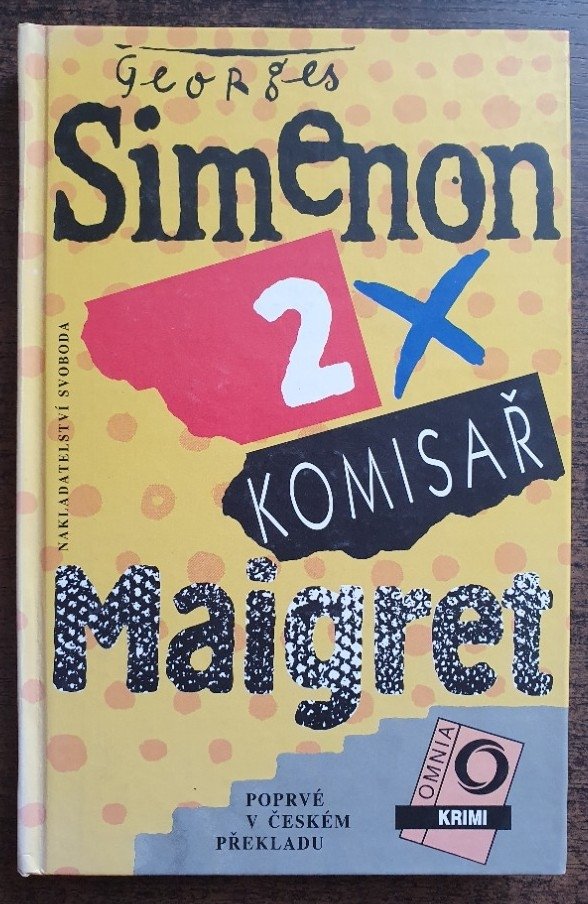 Georges
Simenon
2X
KOMISAŘ
Maigret
NAKLADATELSTVÍ SVOBODA
POPRVÉ
V ČESKÉM
PŘEKLADU
OMNIA
KRIMI